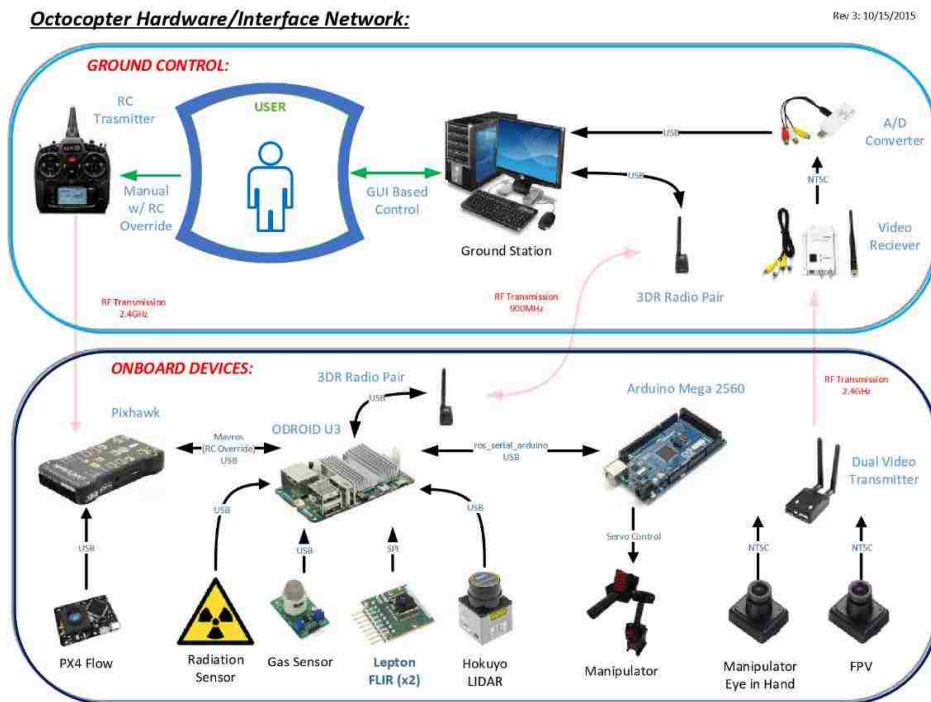 Octocopter Hardware/Interface Network:
Rev 3: 10/15/2015
GROUND CONTROL:
RC
Trasmitter
USER
Manual
w/ RC
Override
GUI Based
Control
Ground Station
USB
USB
A/D
Converter
NTSC
Video
Reciever
3DR Radio Pair
RF Transmission
2.4GHz
RF Transmission
900MHz
ONBOARD DEVICES:
RF Transmission
2.4GHz
Pixhawk
Mavros
(RC Override)
USB
3DR Radio Pair
USB
ODROID U3
ros_serial_arduino
USB
Arduino Mega 2560
Dual Video
Transmitter
USB
USB
USB
SPI
USB
Servo Control
NTSC
NTSC
PX4 Flow
Radiation
Sensor
Gas Sensor
Lepton
FLIR (x2)
Hokuyo
LIDAR
Manipulator
Manipulator
Eye in Hand
FPV